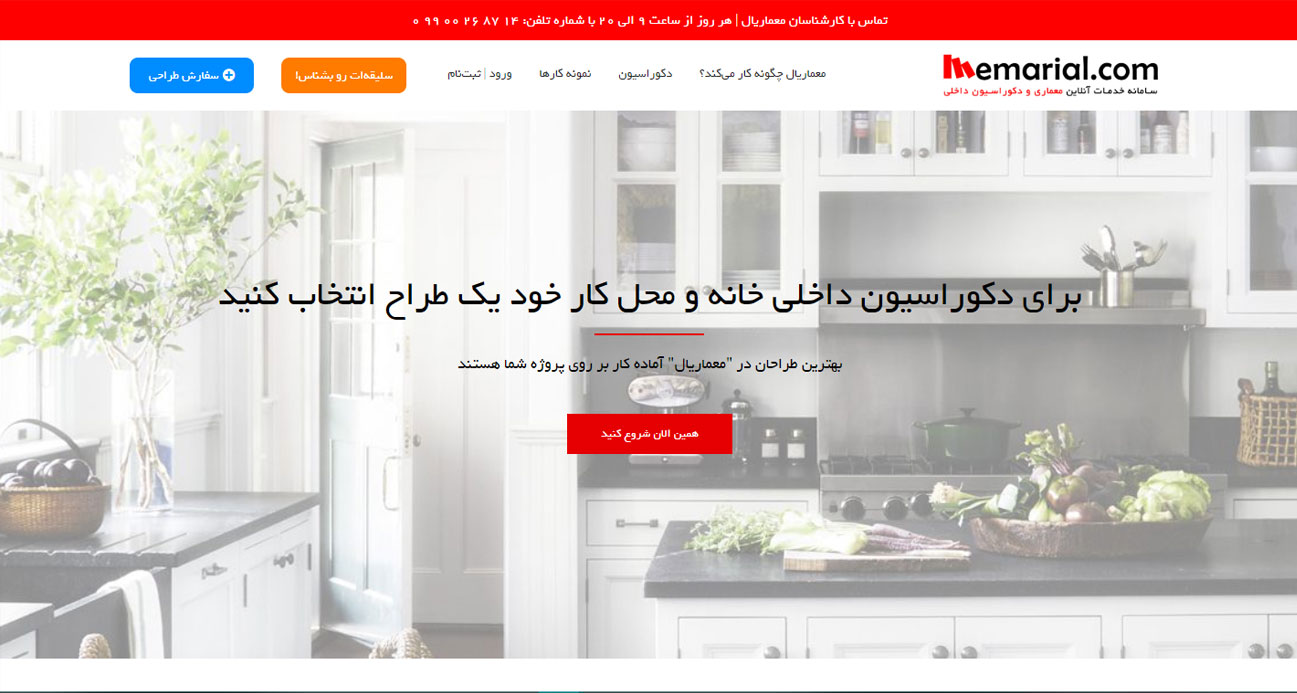 تماس با کارشناسان معماریال | هر روز از ساعت ۹ الی ۲۰ با شماره تلفن: ۱۴ ۸۷ ۲۶ ۰۰ ۹۹ ۰
memarial.com
سامانه خدمات آنلاین معماری و دکوراسیون داخلی
معماریال چگونه کار می‌کند؟
دکوراسیون
نمونه کارها
ورود | ثبت‌نام
سلیقه‌ات رو بشناس!
سفارش طراحی
برای دکوراسیون داخلی خانه و محل کار خود یک طراح انتخاب کنید
بهترین طراحان در "معماریال" آماده کار بر روی پروژه شما هستند
همین الان شروع کنید